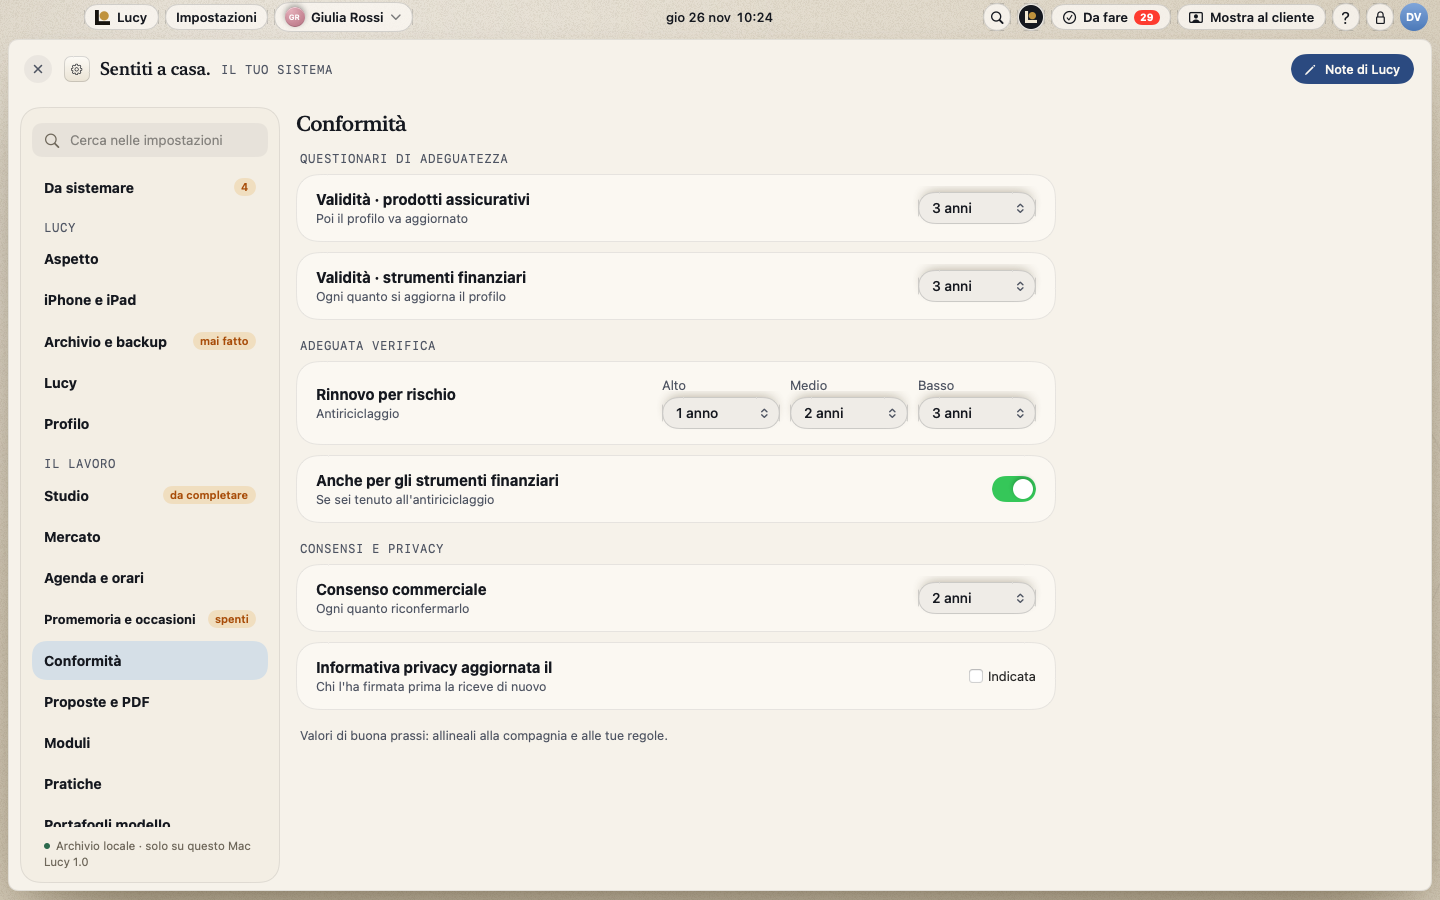 Lucy
Impostazioni
GR Giulia Rossi
gio 26 nov 10:24
Da fare 29
Mostra al cliente
?
DV
Sentiti a casa. IL TUO SISTEMA
Note di Lucy
Cerca nelle impostazioni
Da sistemare 4
LUCY
Aspetto
iPhone e iPad
Archivio e backup mai fatto
Lucy
Profilo
IL LAVORO
Studio da completare
Mercato
Agenda e orari
Promemoria e occasioni spenti
Conformità
Proposte e PDF
Moduli
Pratiche
Portafogli modello
Archivio locale · solo su questo Mac
Lucy 1.0
Conformità
QUESTIONARI DI ADEGUATEZZA
Validità · prodotti assicurativi
Poi il profilo va aggiornato
3 anni
Validità · strumenti finanziari
Ogni quanto si aggiorna il profilo
3 anni
ADEGUATA VERIFICA
Rinnovo per rischio
Antiriciclaggio
Alto Medio Basso
1 anno 2 anni 3 anni
Anche per gli strumenti finanziari
Se sei tenuto all'antiriciclaggio
CONSENSI E PRIVACY
Consenso commerciale
Ogni quanto riconfermarlo
2 anni
Informativa privacy aggiornata il
Chi l'ha firmata prima la riceve di nuovo
Indicata
Valori di buona prassi: allineali alla compagnia e alle tue regole.